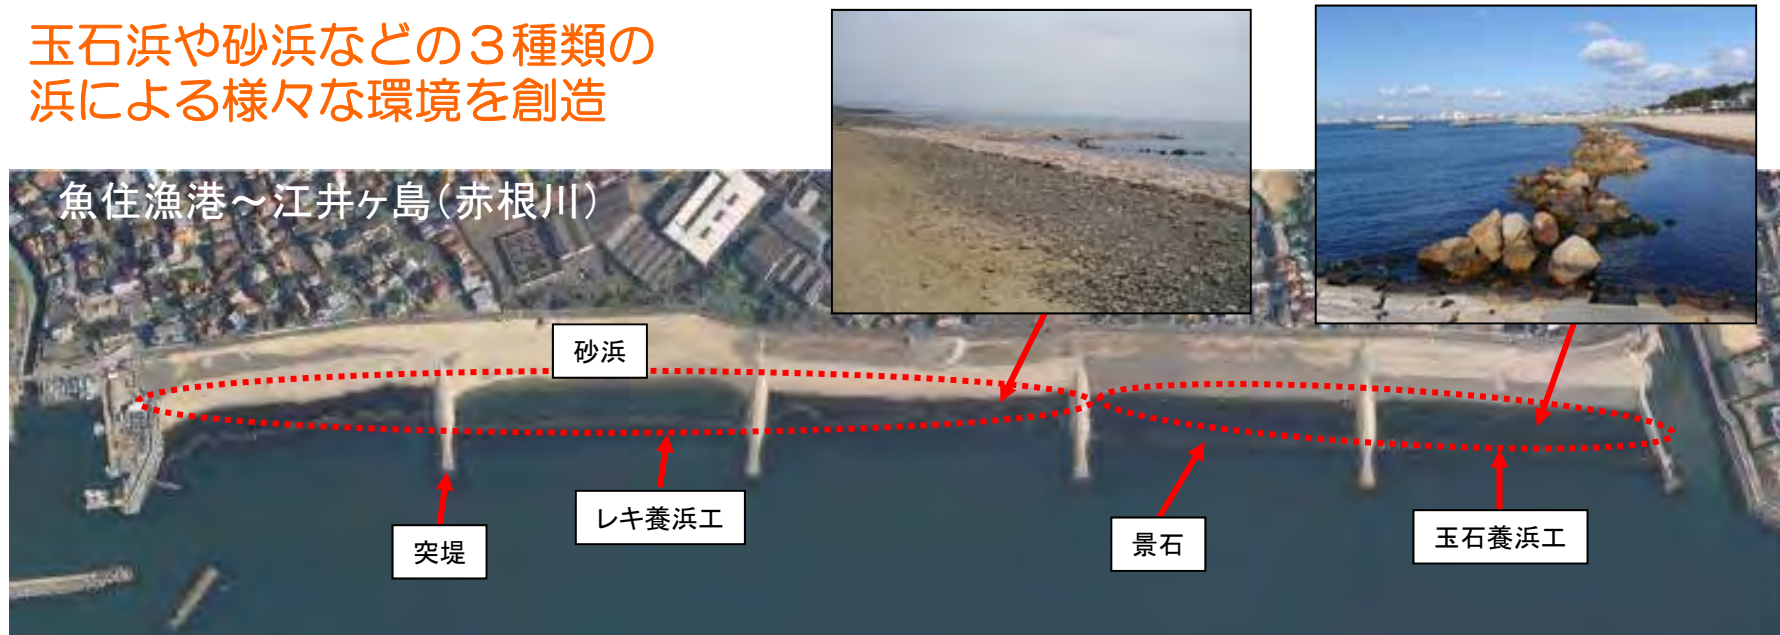 玉石浜や砂浜などの３種類の
浜による様々な環境を創造
魚住漁港～江井ヶ島（赤根川）
砂浜
レキ養浜工
突堤
景石
玉石養浜工